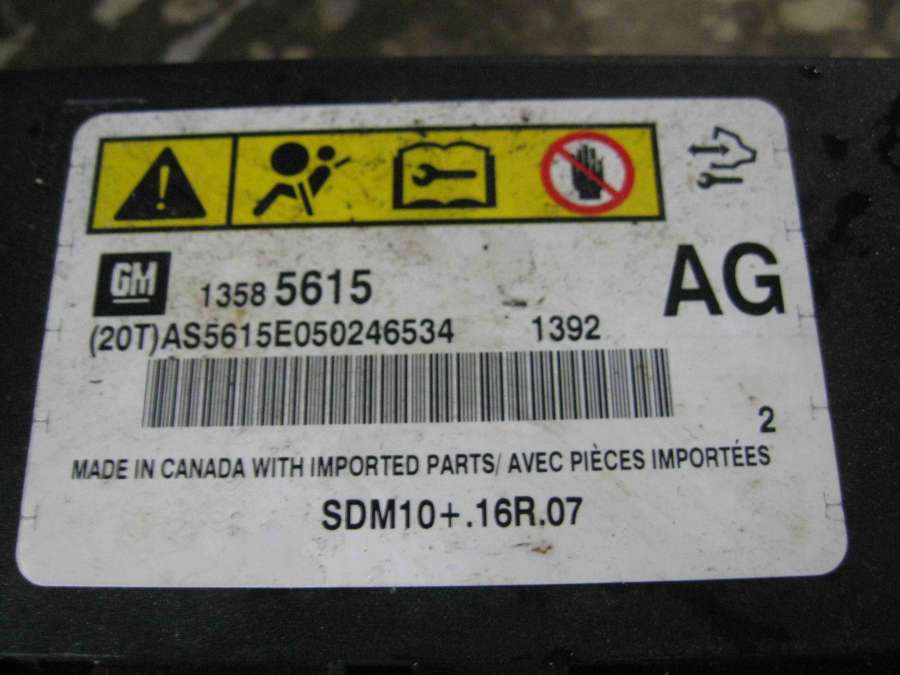 GM 1358 5615 AG
(20T)AS5615E050246534 1392
2
MADE IN CANADA WITH IMPORTED PARTS/ AVEC PIÈCES IMPORTÉES
SDM10+.16R.07